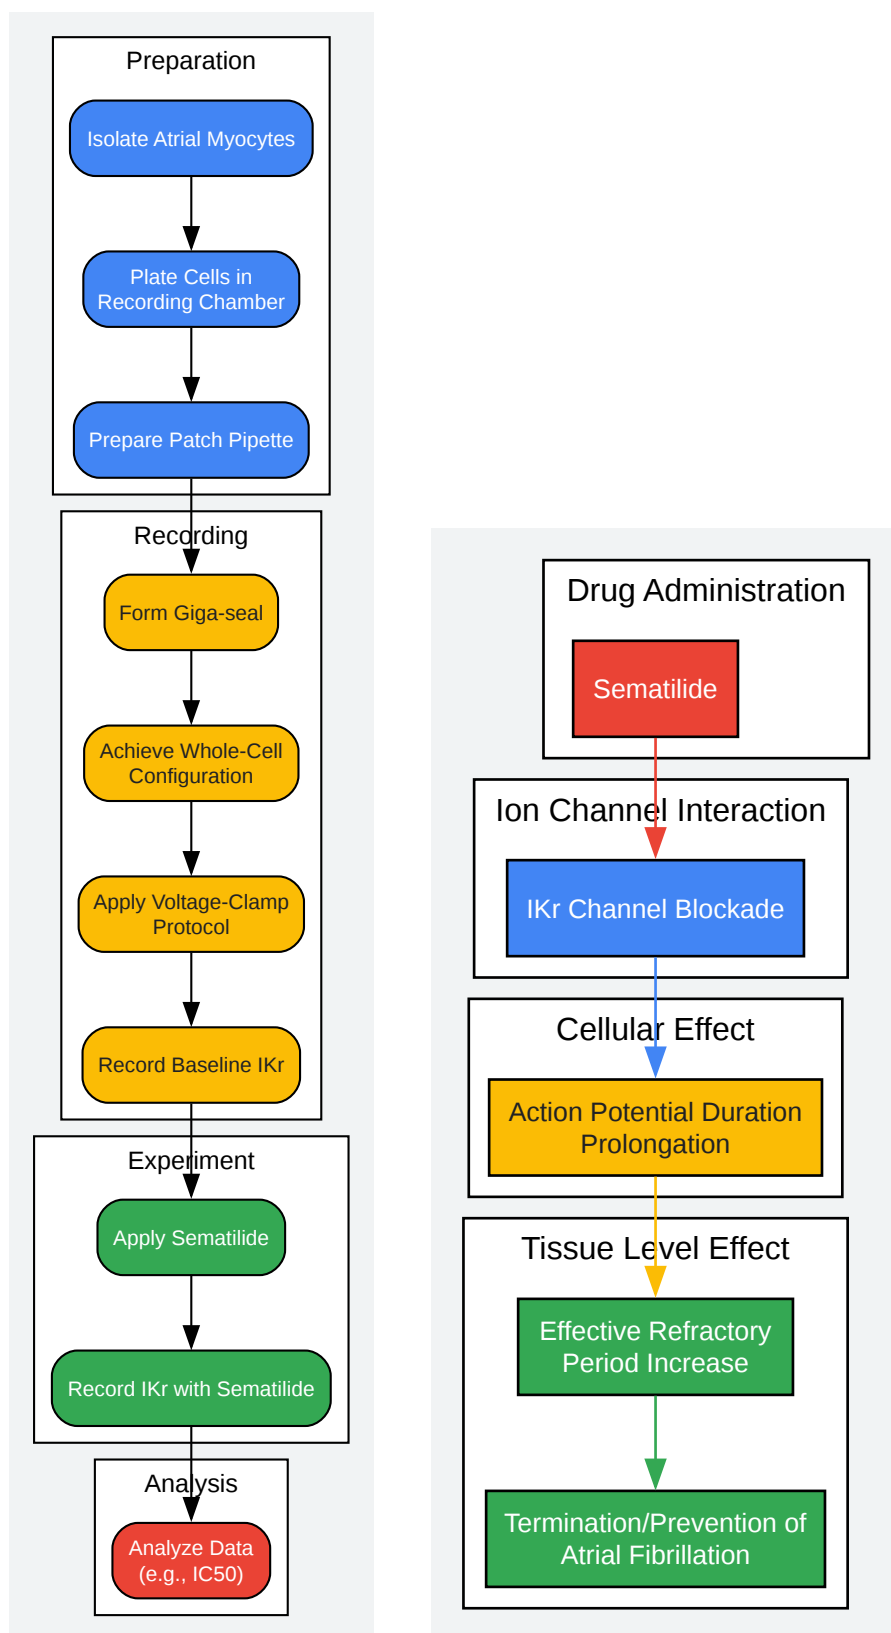 Preparation
Isolate Atrial Myocytes
Plate Cells in
Recording Chamber
Prepare Patch Pipette
Recording
Form Giga-seal
Achieve Whole-Cell
Configuration
Apply Voltage-Clamp
Protocol
Record Baseline IKr
Experiment
Apply Sematilide
Record IKr with Sematilide
Analysis
Analyze Data
(e.g., IC50)
Drug Administration
Sematilide
Ion Channel Interaction
IKr Channel Blockade
Cellular Effect
Action Potential Duration
Prolongation
Tissue Level Effect
Effective Refractory
Period Increase
Termination/Prevention of
Atrial Fibrillation